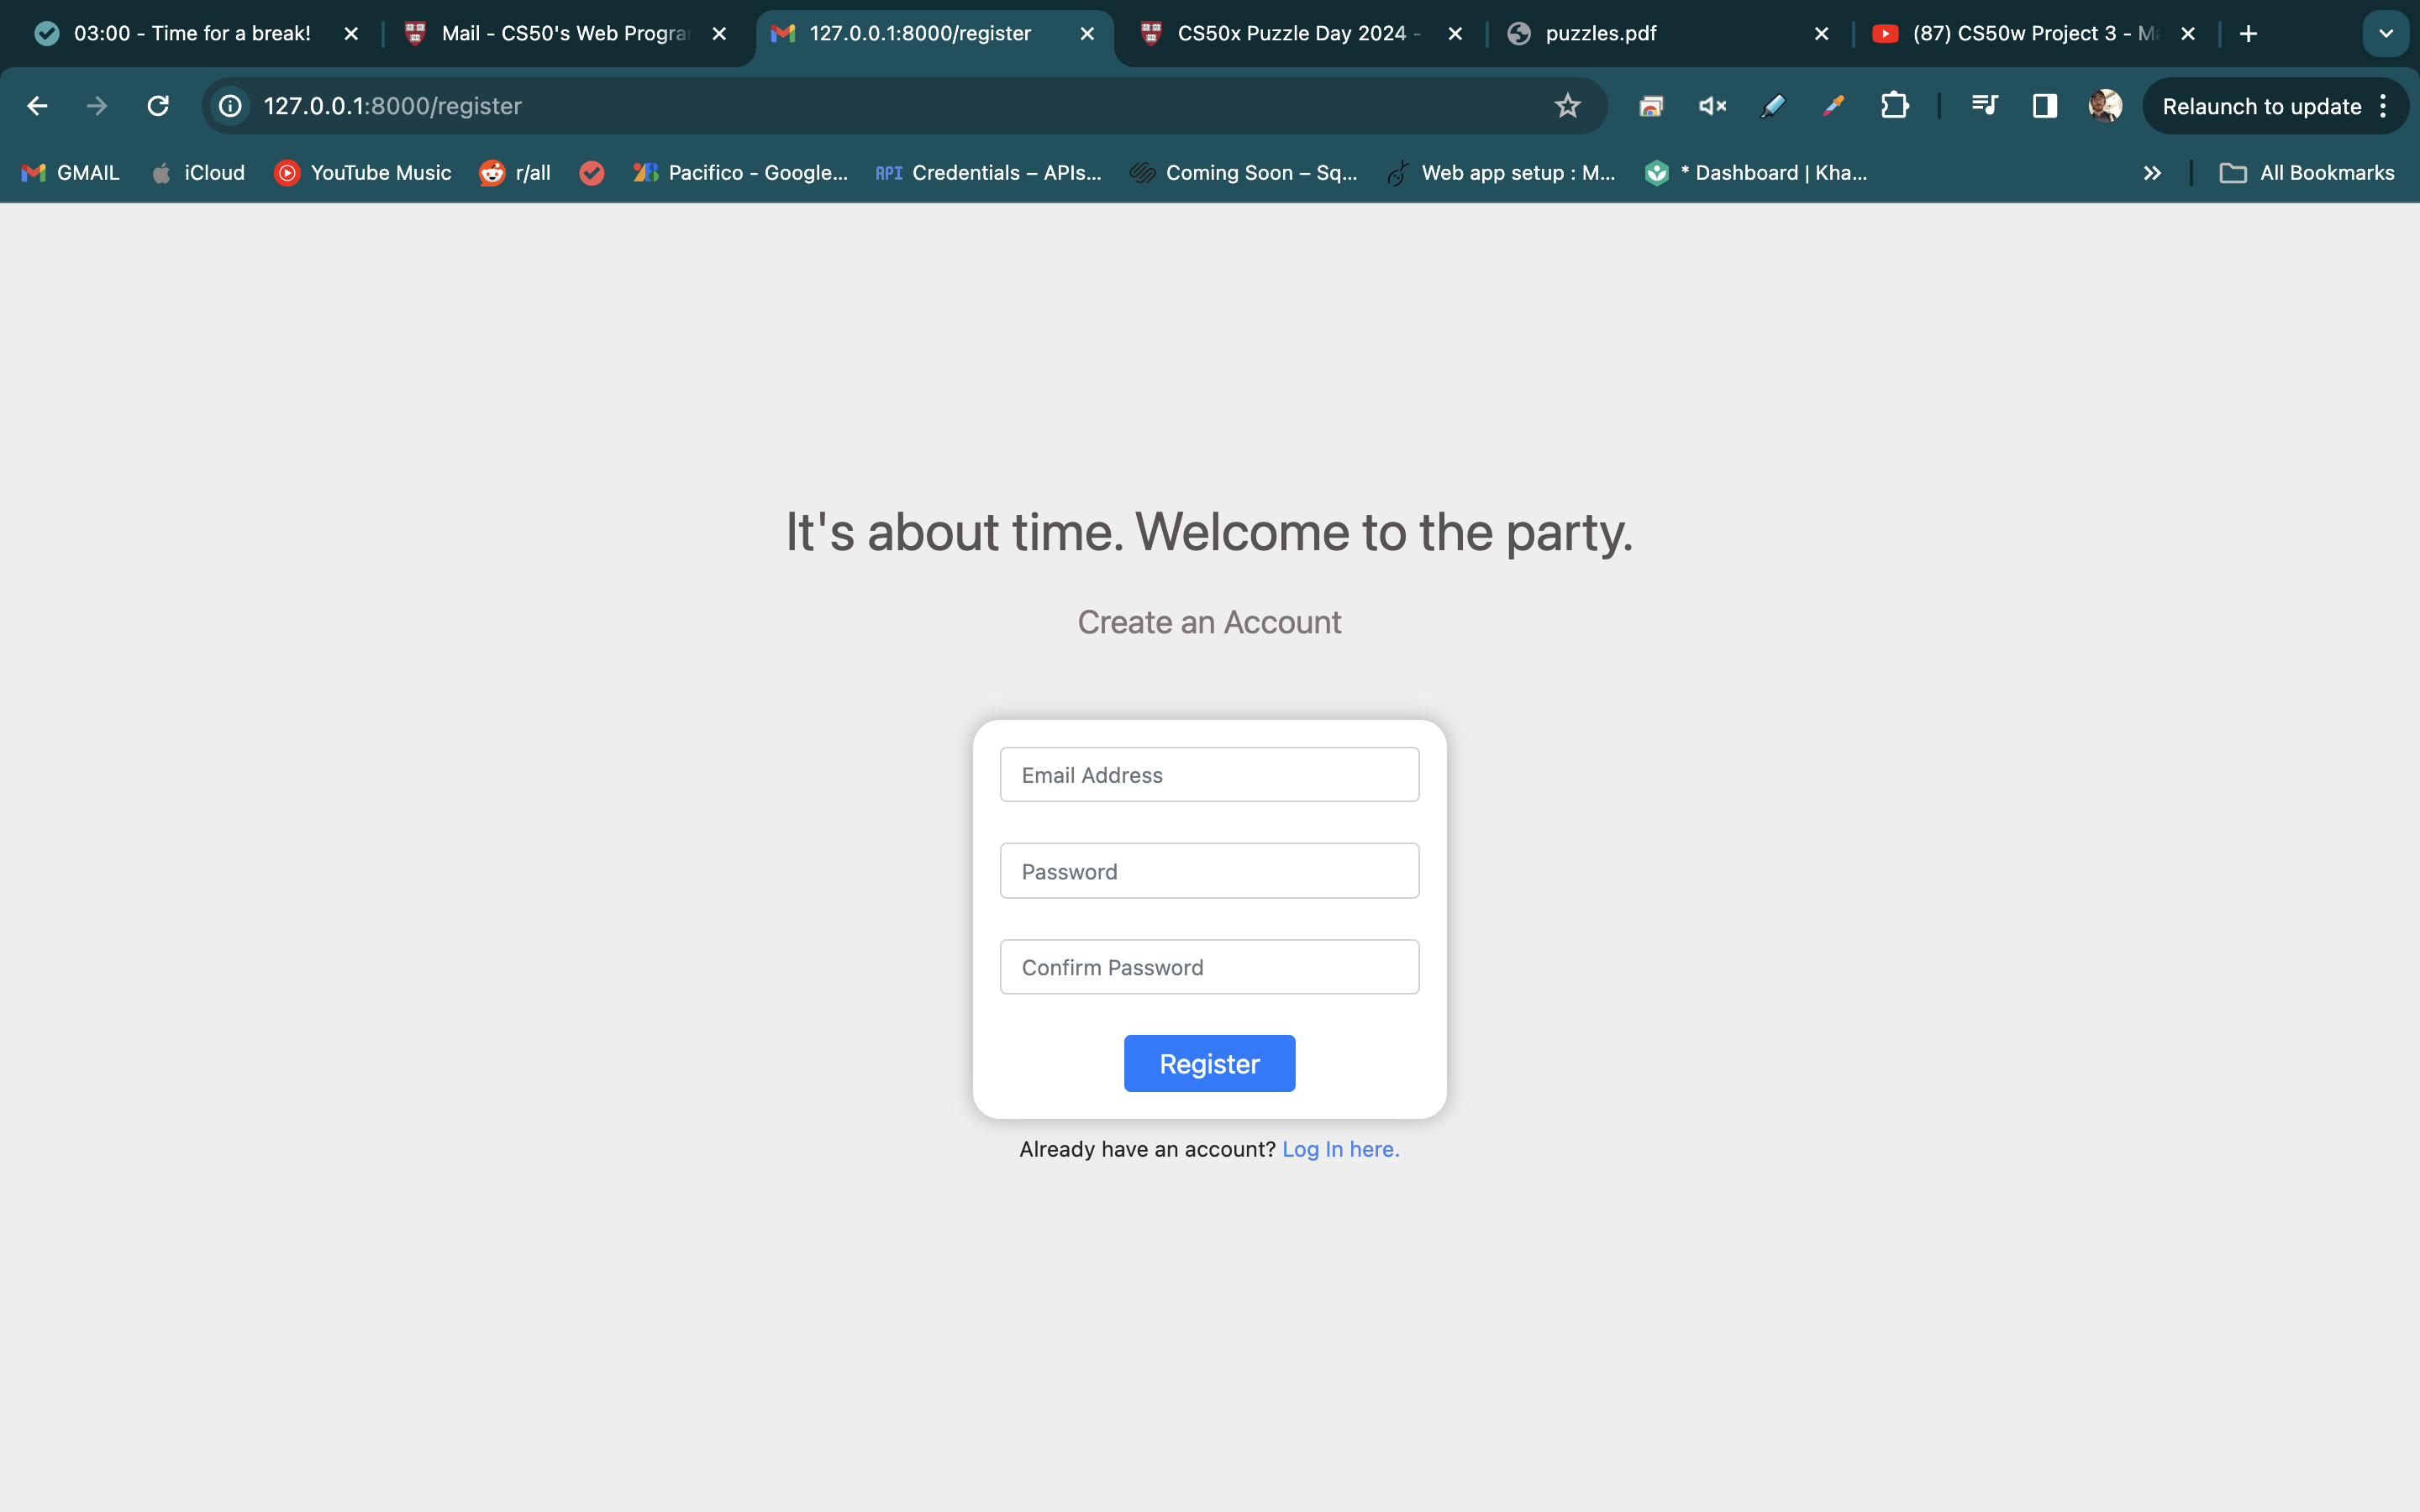 03:00 - Time for a break!
Mail - CS50's Web Progra
127.0.0.1:8000/register
CS50x Puzzle Day 2024 -
puzzles.pdf
(87) CS50w Project 3 - Ma
127.0.0.1:8000/register
Relaunch to update
GMAIL
iCloud
YouTube Music
r/all
Pacifico - Google...
API Credentials – APIs...
Coming Soon – Sq...
Web app setup : M...
* Dashboard | Kha...
All Bookmarks
It's about time. Welcome to the party.
Create an Account
Email Address
Password
Confirm Password
Register
Already have an account? Log In here.